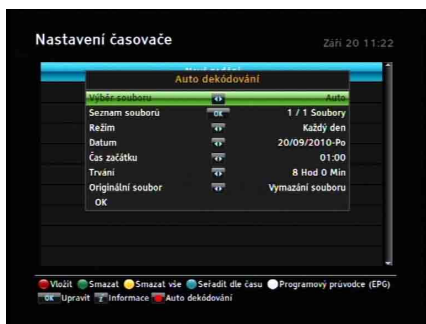 Nastavení časovače
Září 20 11:22
Nové zadání
Auto dekódování
Výběr souboru Auto
Seznam souborů OK 1 / 1 Soubory
Režim Každý den
Datum 20/09/2010-Po
Čas začátku 01:00
Trvání 8 Hod 0 Min
Originální soubor Vymazání souboru
OK
Vložit Smazat Smazat vše Seřadit dle času Programový průvodce (EPG)
OK Upravit Informace Auto dekódování